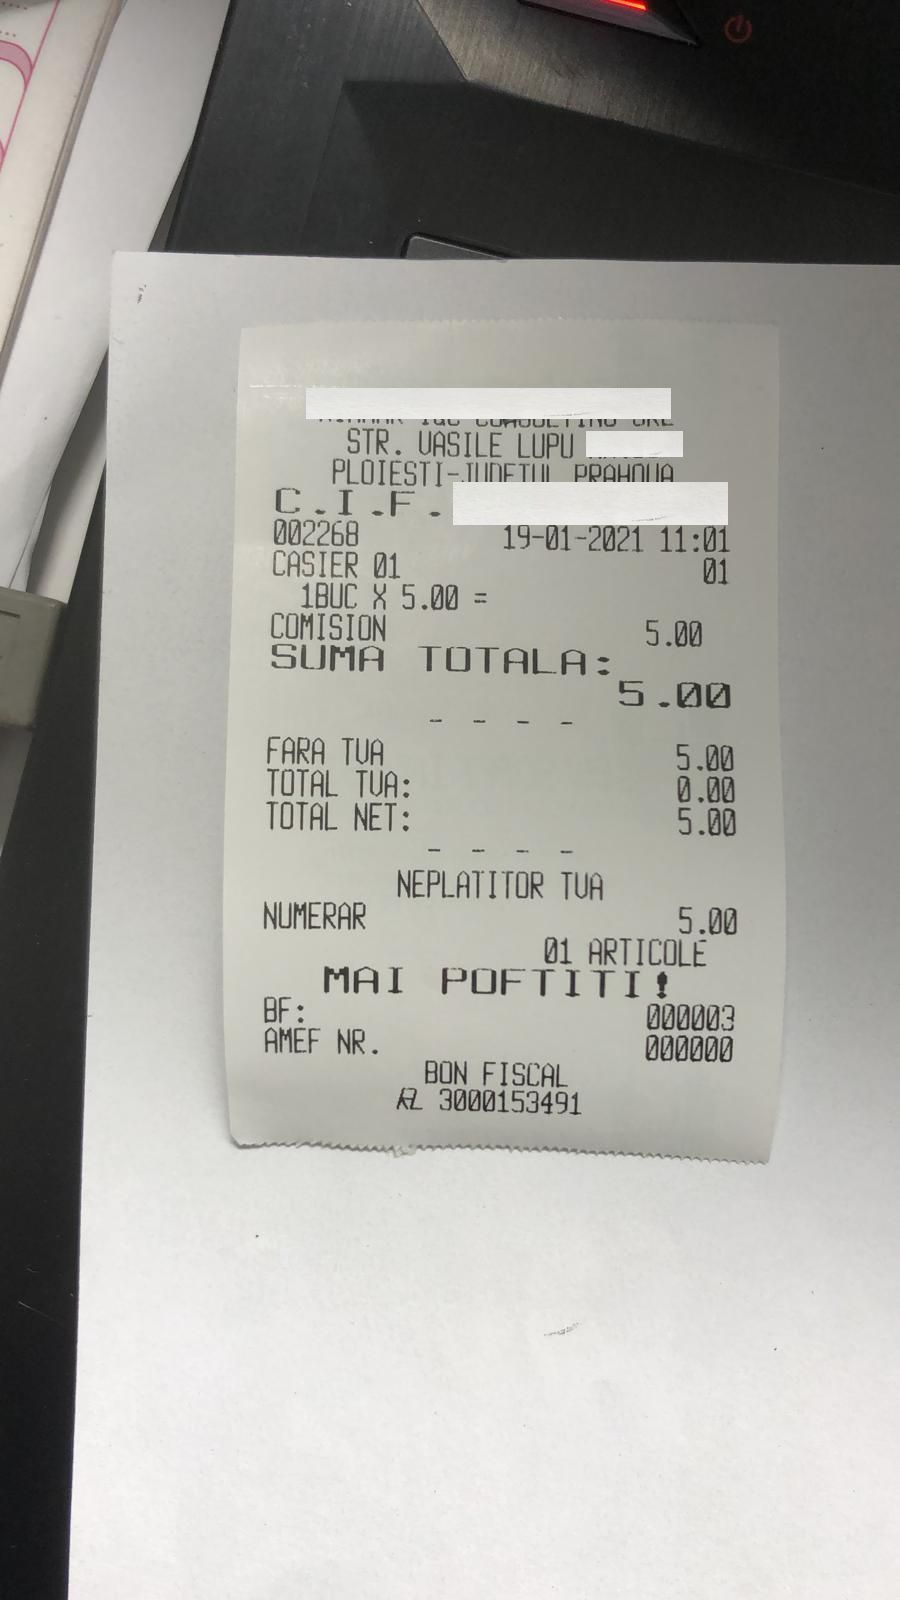 CONSULTING SRL
STR. VASILE LUPU
PLOIESTI-JUDETUL PRAHOVA
C.I.F.
002268 19-01-2021 11:01
CASIER 01 01
1BUC X 5.00 =
COMISION 5.00
SUMA TOTALA:
5.00
- - - -
FARA TVA 5.00
TOTAL TVA: 0.00
TOTAL NET: 5.00
- - - -
NEPLATITOR TVA
NUMERAR 5.00
01 ARTICOLE
MAI POFTITI!
BF: 000003
AMEF NR. 000000
BON FISCAL
3000153491